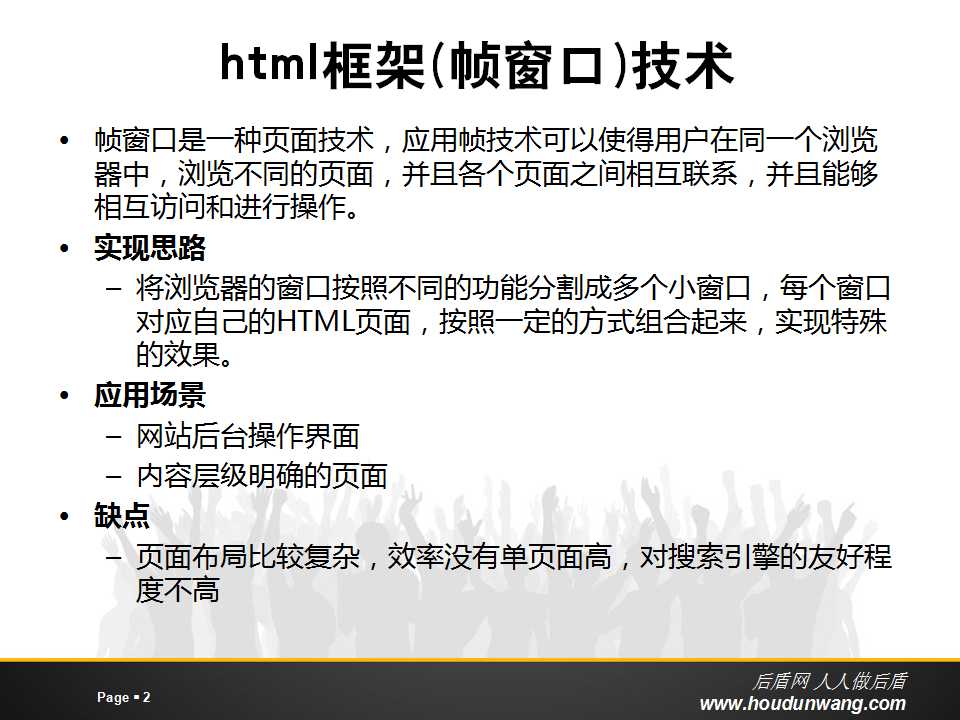 html框架(帧窗口)技术
• 帧窗口是一种页面技术，应用帧技术可以使得用户在同一个浏览
器中，浏览不同的页面，并且各个页面之间相互联系，并且能够
相互访问和进行操作。
• 实现思路
– 将浏览器的窗口按照不同的功能分割成多个小窗口，每个窗口
对应自己的HTML页面，按照一定的方式组合起来，实现特殊
的效果。
• 应用场景
– 网站后台操作界面
– 内容层级明确的页面
• 缺点
– 页面布局比较复杂，效率没有单页面高，对搜索引擎的友好程
度不高
Page ▪ 2
后盾网 人人做后盾
www.houdunwang.com